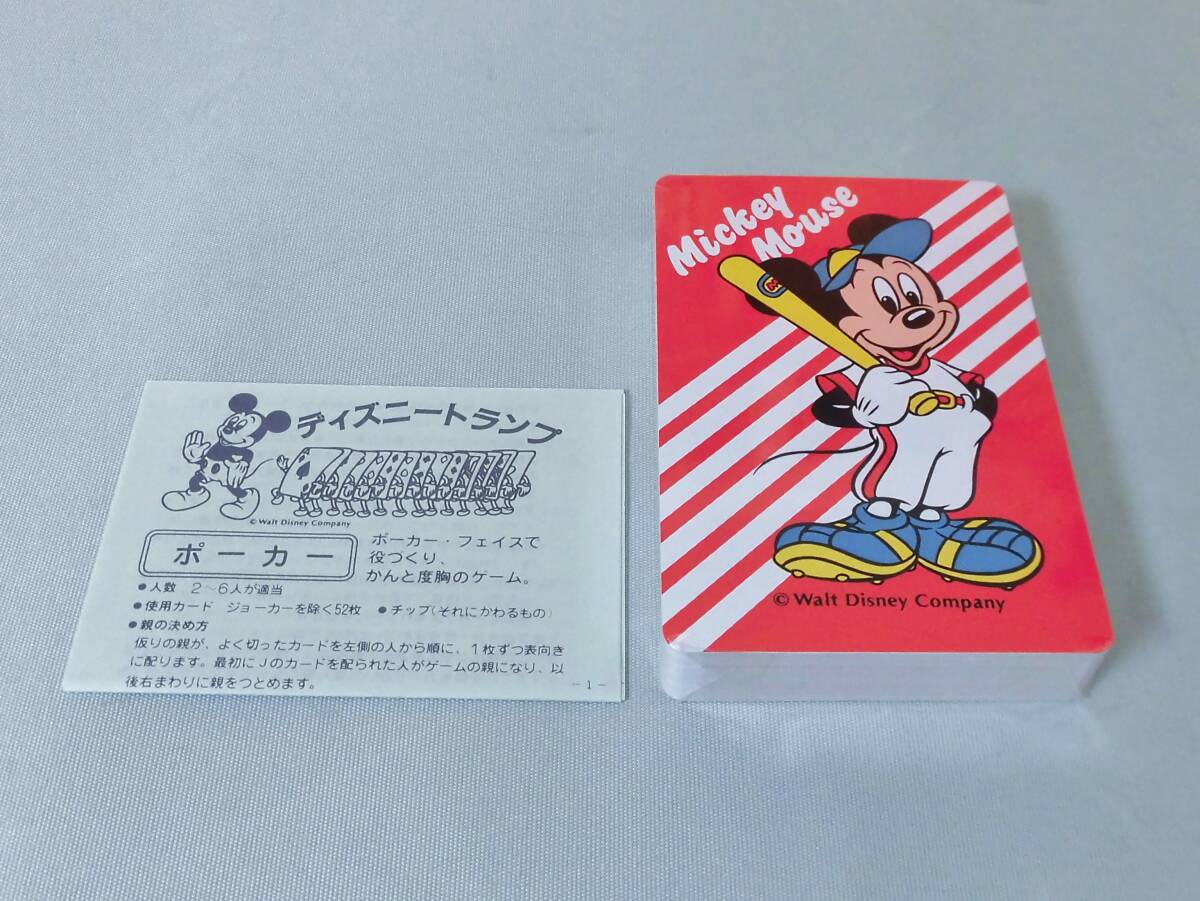 ディズニートランプ
© Walt Disney Company
ポーカー
ポーカー・フェイスで
役づくり、
かんと度胸のゲーム。
●人数 2〜6人が適当
●使用カード ジョーカーを除く52枚 ●チップ(それにかわるもの)
●親の決め方
仮りの親が、よく切ったカードを左側の人から順に、1枚ずつ表向き
に配ります。最初にJのカードを配られた人がゲームの親になり、以
後右まわりに親をつとめます。
-1-
Mickey
Mouse
M
© Walt Disney Company